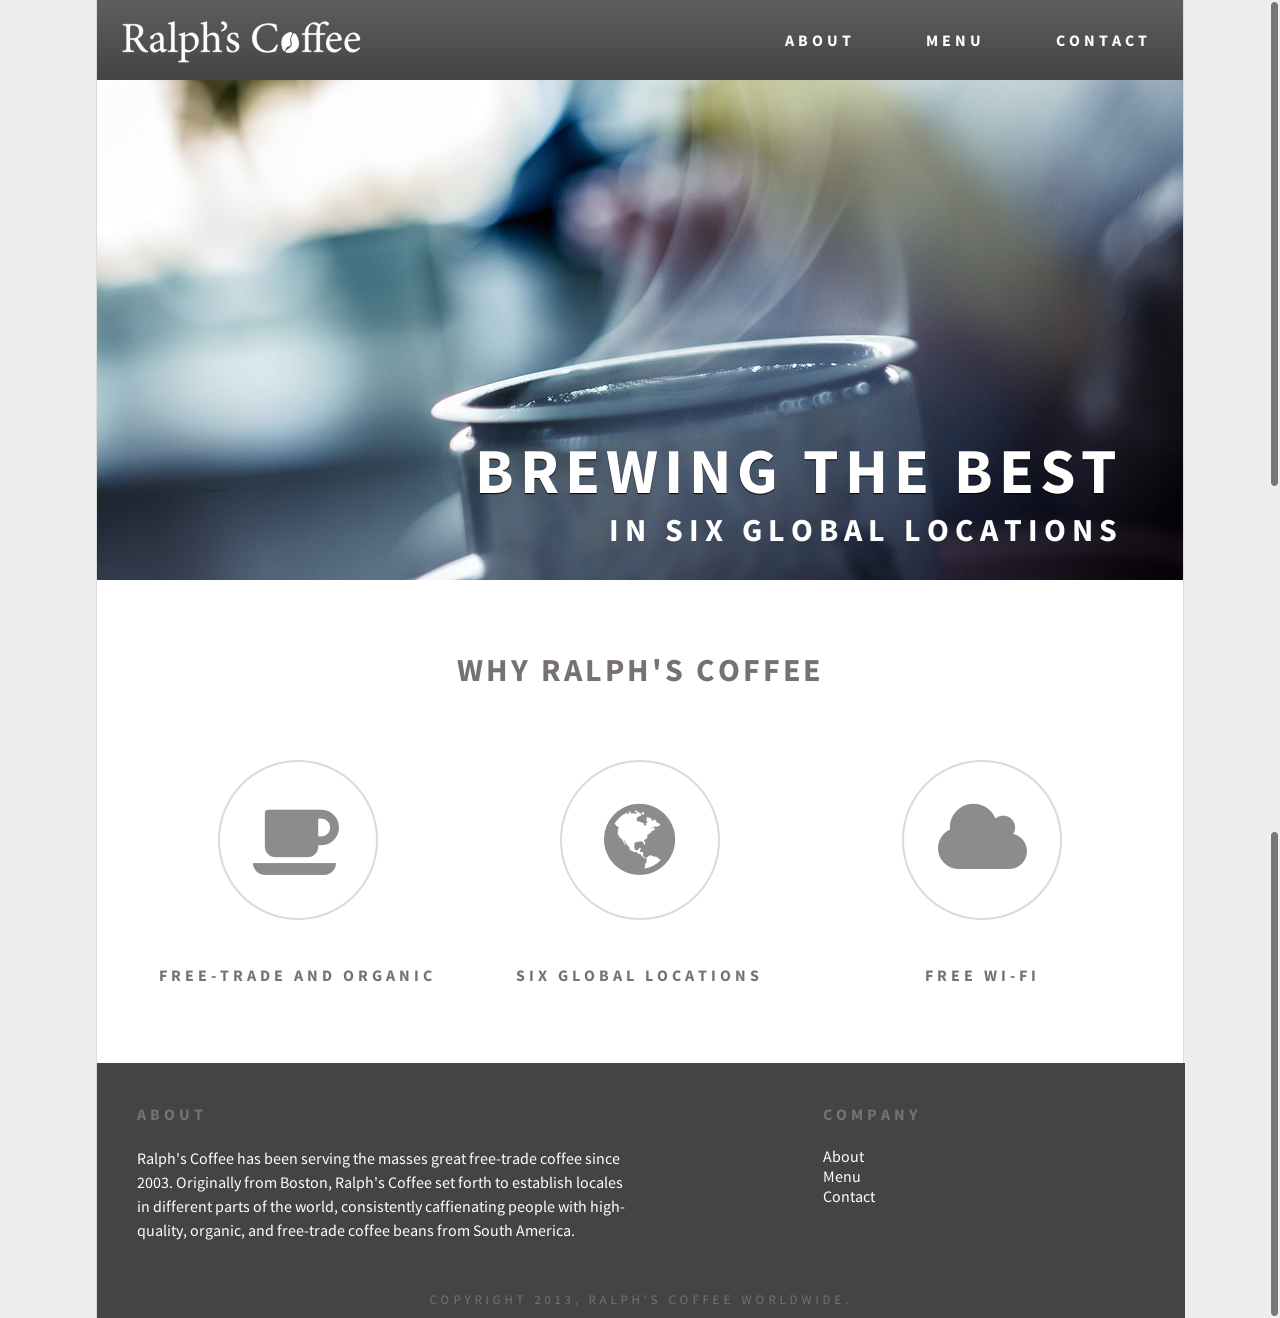 Ralph's Coffee
ABOUT MENU CONTACT
BREWING THE BEST
IN SIX GLOBAL LOCATIONS
WHY RALPH'S COFFEE
FREE-TRADE AND ORGANIC
SIX GLOBAL LOCATIONS
FREE WI-FI
ABOUT
Ralph's Coffee has been serving the masses great free-trade coffee since
2003. Originally from Boston, Ralph's Coffee set forth to establish locales
in different parts of the world, consistently caffienating people with high-
quality, organic, and free-trade coffee beans from South America.
COMPANY
About
Menu
Contact
COPYRIGHT 2013, RALPH'S COFFEE WORLDWIDE.